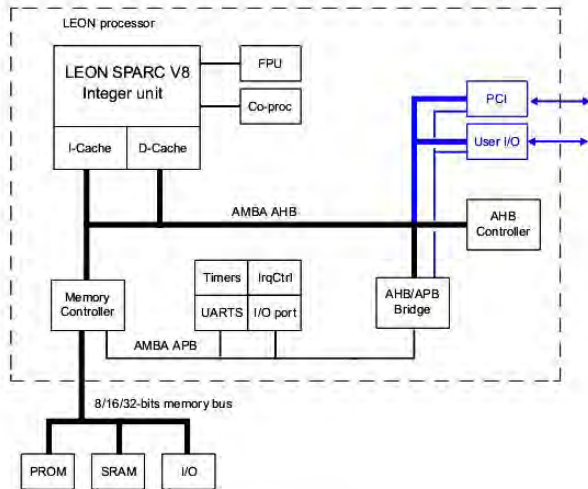 LEON processor
LEON SPARC V8
Integer unit
FPU
Co-proc
I-Cache
D-Cache
PCI
User I/O
AMBA AHB
AHB
Controller
Memory
Controller
Timers
IrqCtrl
UARTS
I/O port
AHB/APB
Bridge
AMBA APB
8/16/32-bits memory bus
PROM
SRAM
I/O